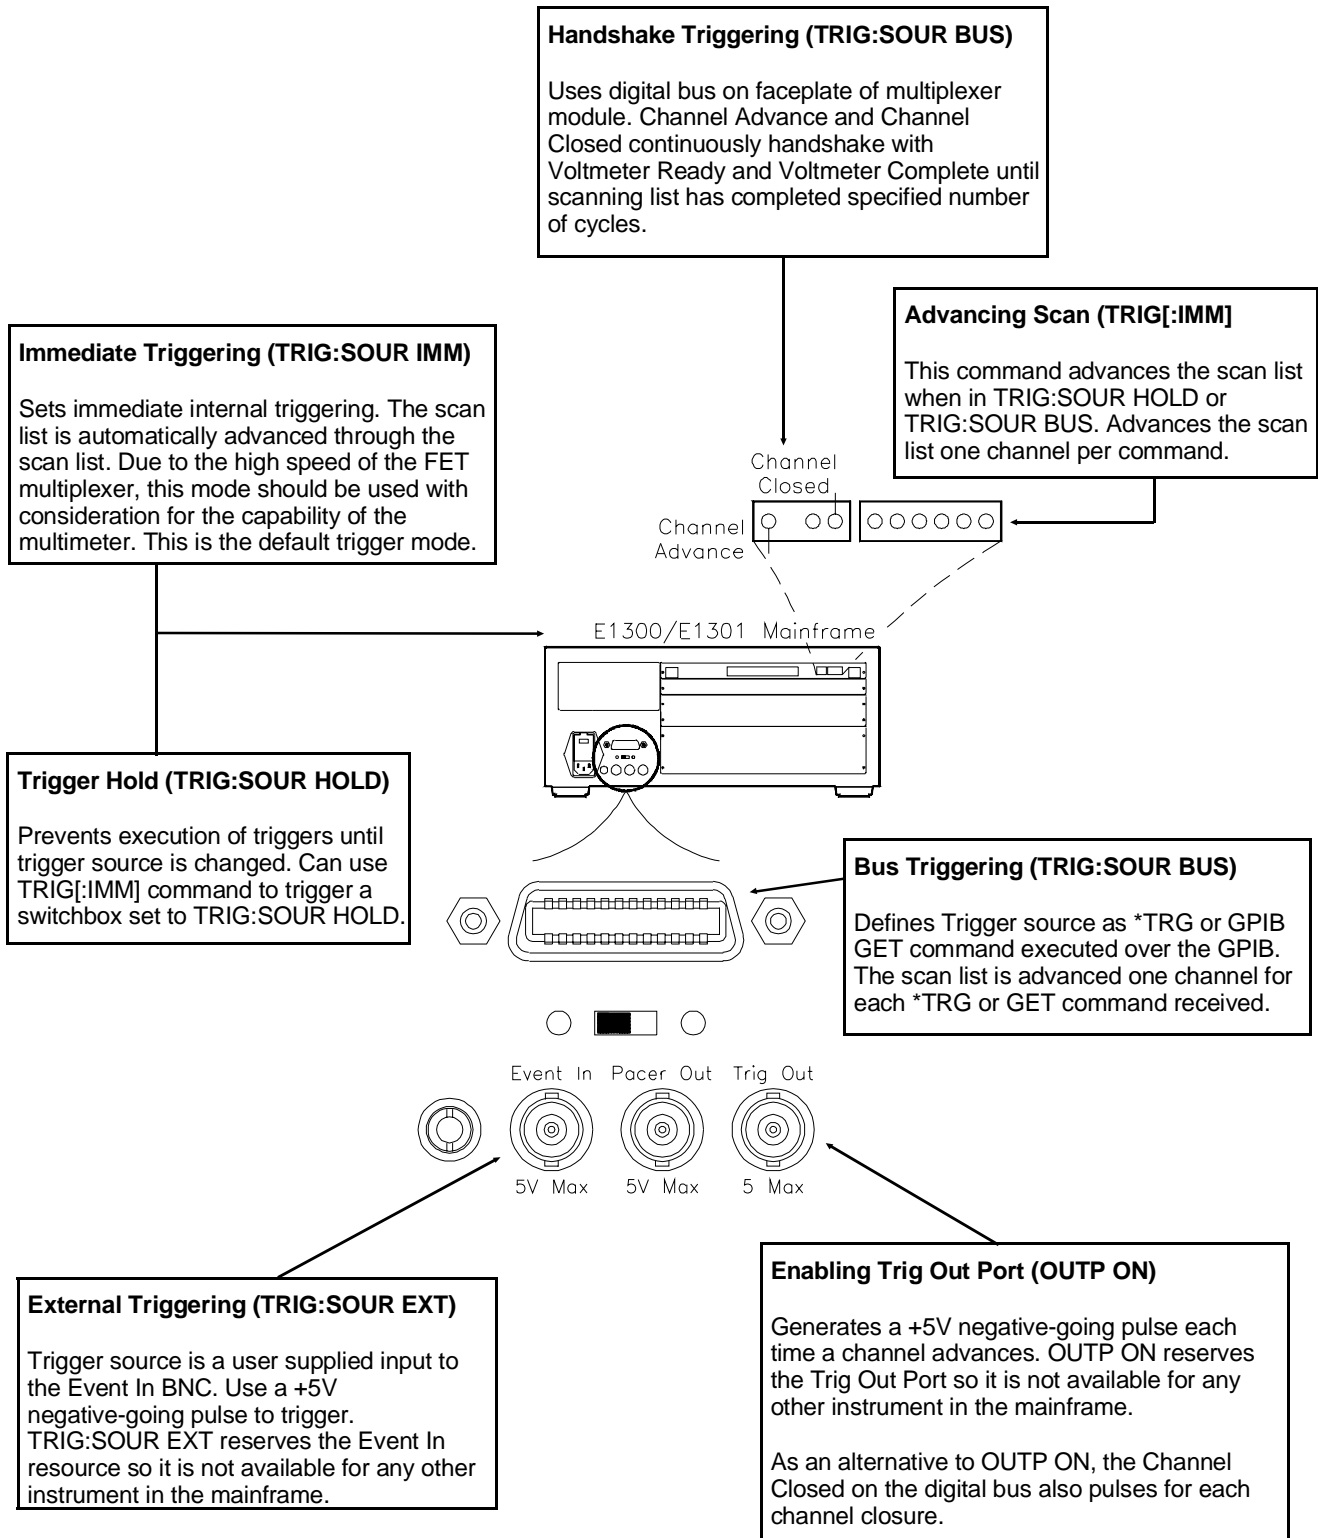 Handshake Triggering (TRIG:SOUR BUS)
Uses digital bus on faceplate of multiplexer
module. Channel Advance and Channel
Closed continuously handshake with
Voltmeter Ready and Voltmeter Complete until
scanning list has completed specified number
of cycles.
Advancing Scan (TRIG[:IMM]
This command advances the scan list
when in TRIG:SOUR HOLD or
TRIG:SOUR BUS. Advances the scan
list one channel per command.
Immediate Triggering (TRIG:SOUR IMM)
Sets immediate internal triggering. The scan
list is automatically advanced through the
scan list. Due to the high speed of the FET
multiplexer, this mode should be used with
consideration for the capability of the
multimeter. This is the default trigger mode.
Channel
Closed
Channel
Advance
E1300/E1301 Mainframe
Trigger Hold (TRIG:SOUR HOLD)
Prevents execution of triggers until
trigger source is changed. Can use
TRIG[:IMM] command to trigger a
switchbox set to TRIG:SOUR HOLD.
Bus Triggering (TRIG:SOUR BUS)
Defines Trigger source as *TRG or GPIB
GET command executed over the GPIB.
The scan list is advanced one channel for
each *TRG or GET command received.
Event In Pacer Out Trig Out
5V Max 5V Max 5 Max
External Triggering (TRIG:SOUR EXT)
Trigger source is a user supplied input to
the Event In BNC. Use a +5V
negative-going pulse to trigger.
TRIG:SOUR EXT reserves the Event In
resource so it is not available for any other
instrument in the mainframe.
Enabling Trig Out Port (OUTP ON)
Generates a +5V negative-going pulse each
time a channel advances. OUTP ON reserves
the Trig Out Port so it is not available for any
other instrument in the mainframe.
As an alternative to OUTP ON, the Channel
Closed on the digital bus also pulses for each
channel closure.